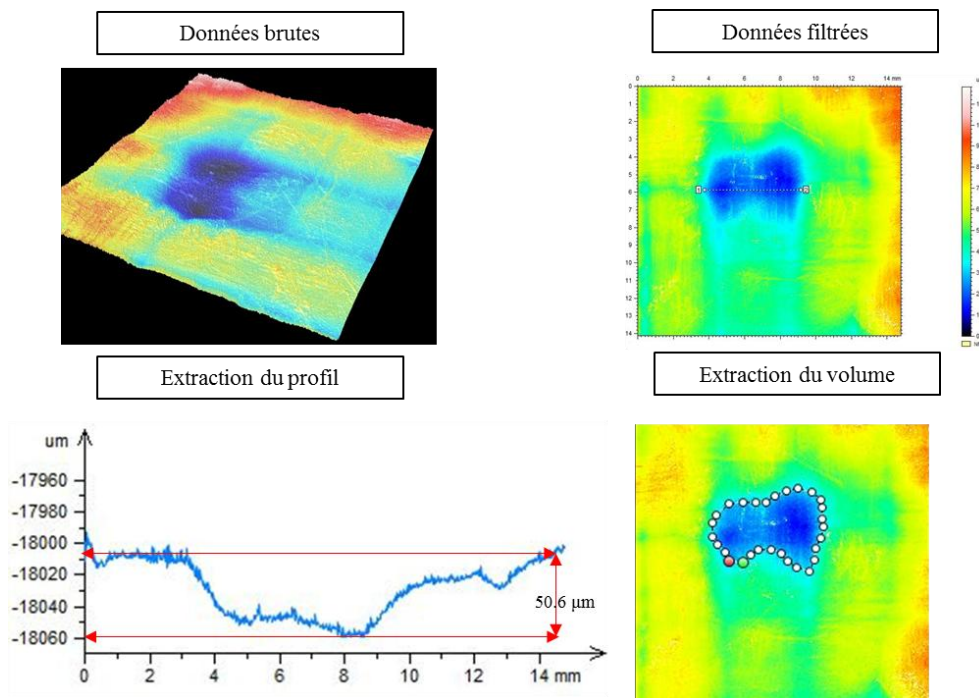 Données brutes
Données filtrées
0 2 4 6 8 10 12 14 mm
0
1
2
3
4
5
6
7
8
9
10
11
12
13
14
Extraction du profil
Extraction du volume
um
-17960
-17980
-18000
-18020
-18040
-18060
50.6 µm
0 2 4 6 8 10 12 14 mm